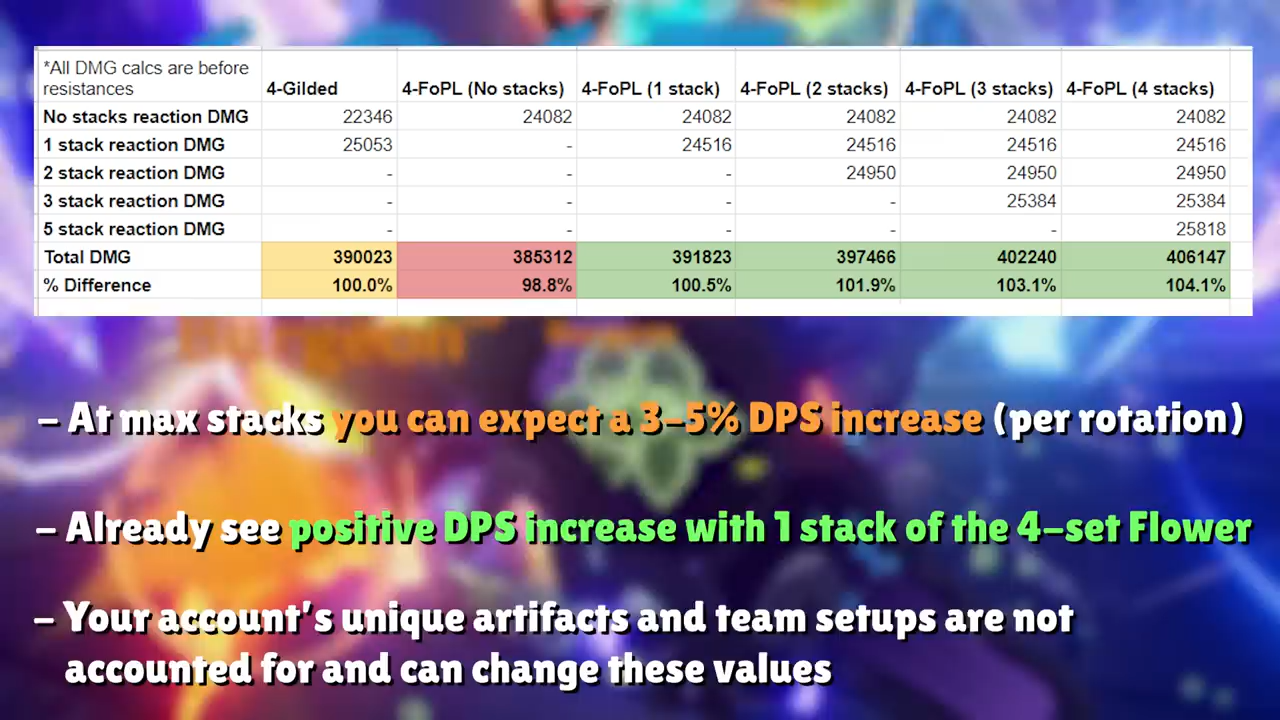 *All DMG calcs are before
resistances
4-Gilded 4-FoPL (No stacks) 4-FoPL (1 stack) 4-FoPL (2 stacks) 4-FoPL (3 stacks) 4-FoPL (4 stacks)
No stacks reaction DMG 22346 24082 24082 24082 24082 24082
1 stack reaction DMG 25053 - 24516 24516 24516 24516
2 stack reaction DMG - - - 24950 24950 24950
3 stack reaction DMG - - - - 25384 25384
5 stack reaction DMG - - - - - 25818
Total DMG 390023 385312 391823 397466 402240 406147
% Difference 100.0% 98.8% 100.5% 101.9% 103.1% 104.1%
- At max stacks you can expect a 3-5% DPS increase (per rotation)
- Already see positive DPS increase with 1 stack of the 4-set Flower
- Your account's unique artifacts and team setups are not
accounted for and can change these values